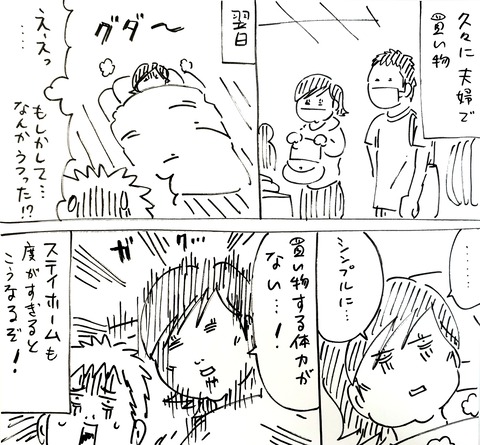 久々に夫婦で
買い物
翌日
グダ〜
えーっ
……
もしかして…
なんかうつった!?
……
シンプルに…
買い物する体力が
ない…!
ガク…
ステイホームも
度がすぎると
こうなるぞ!